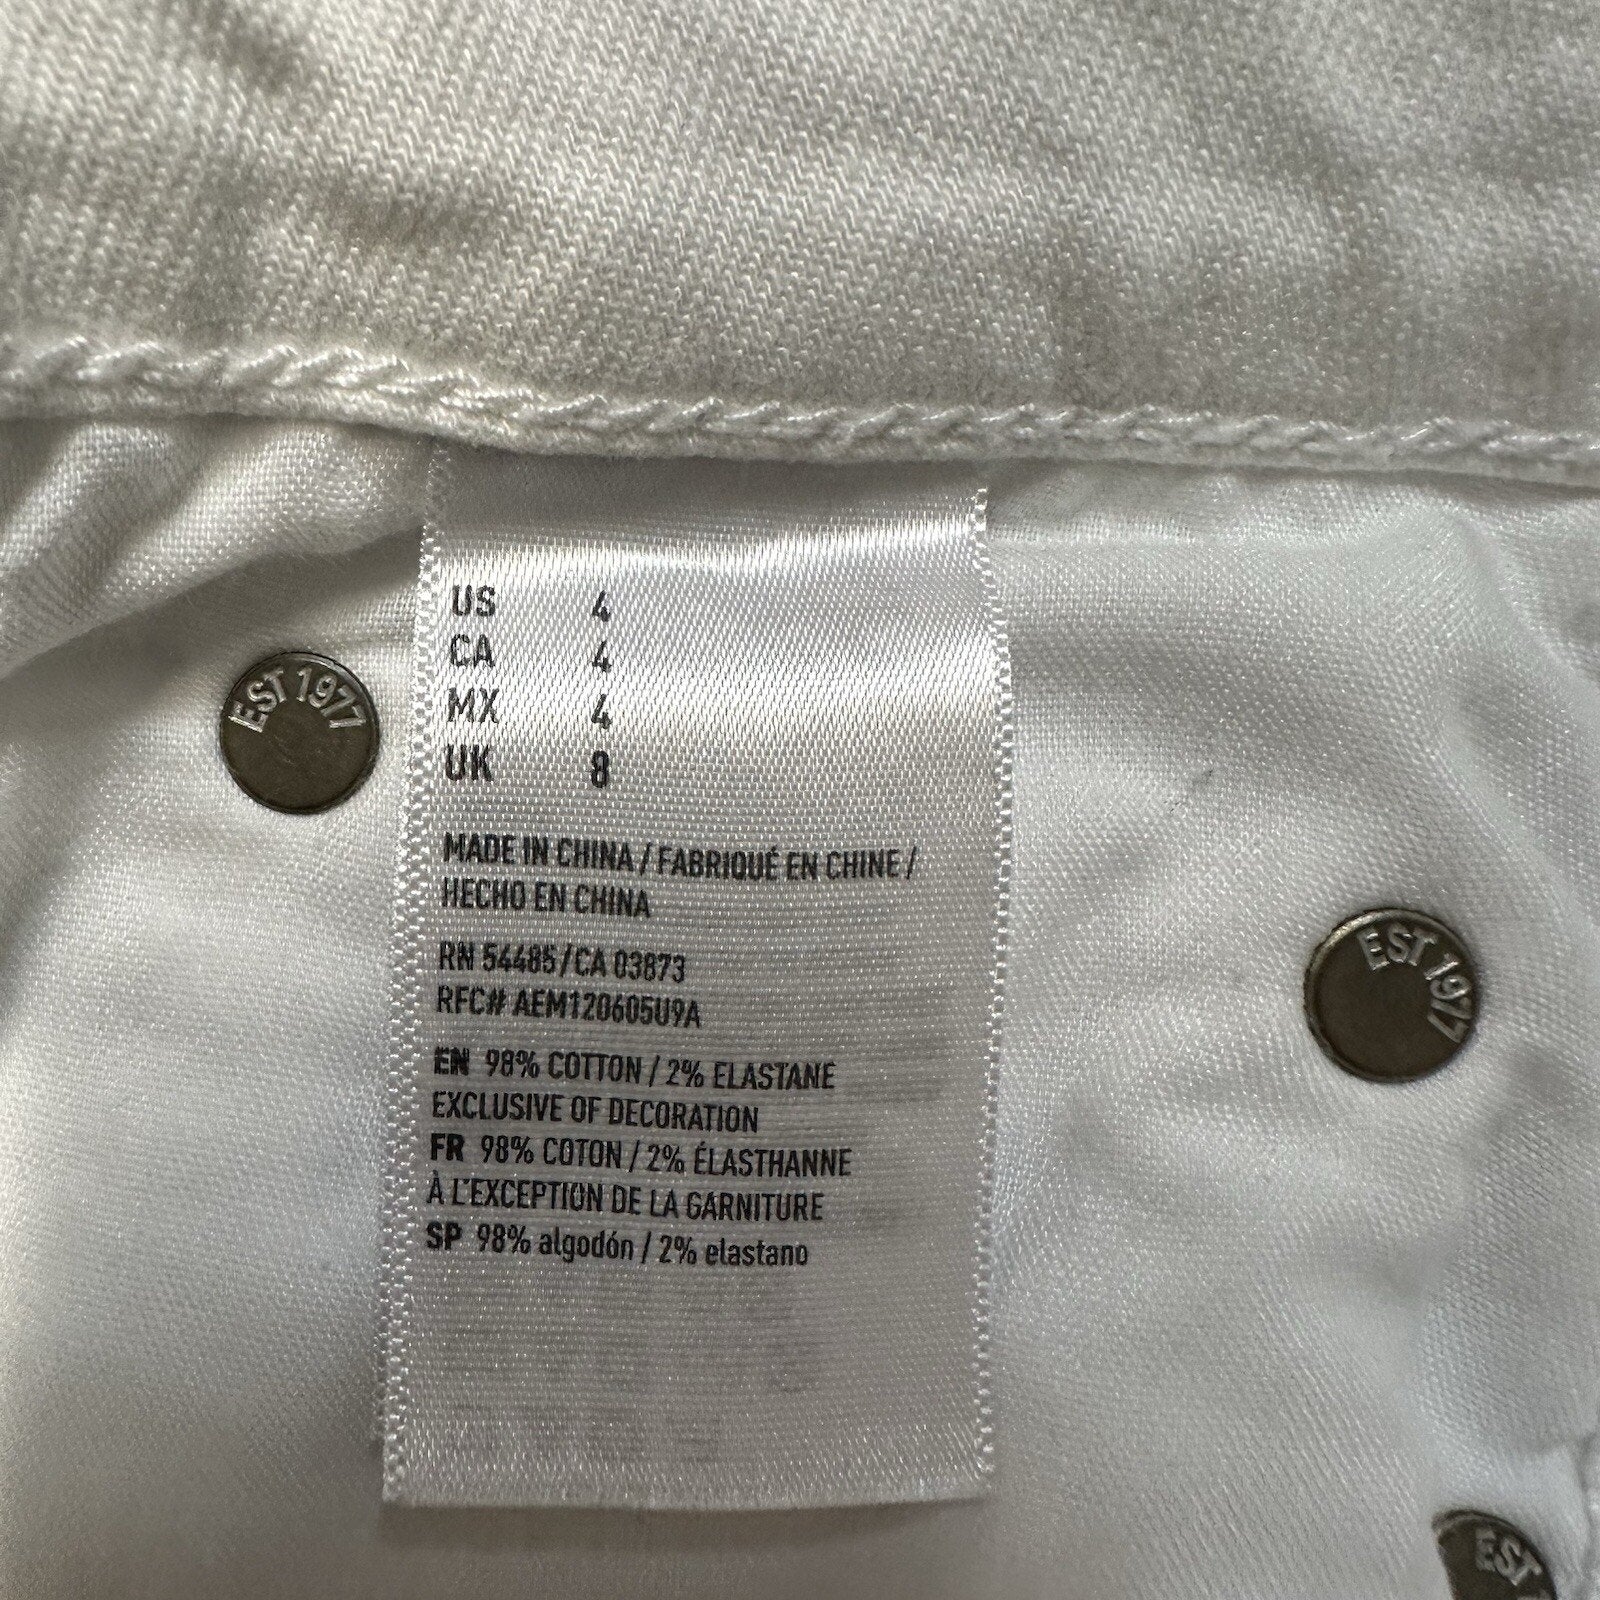 US 4
CA 4
MX 4
UK 8
MADE IN CHINA / FABRIQUÉ EN CHINE /
HECHO EN CHINA
RN 54485 / CA 03873
RFC# AEM120605U9A
EN 98% COTTON / 2% ELASTANE
EXCLUSIVE OF DECORATION
FR 98% COTON / 2% ÉLASTHANNE
À L'EXCEPTION DE LA GARNITURE
SP 98% algodón / 2% elastano
EST 1977
EST 1977
EST 1